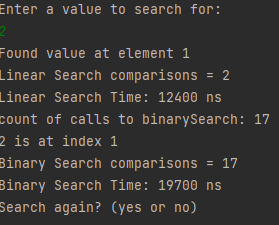 Enter a value to search for:
2
Found value at element 1
Linear Search comparisons = 2
Linear Search Time: 12400 ns
count of calls to binarySearch: 17
2 is at index 1
Binary Search comparisons = 17
Binary Search Time: 19700 ns
Search again? (yes or no)